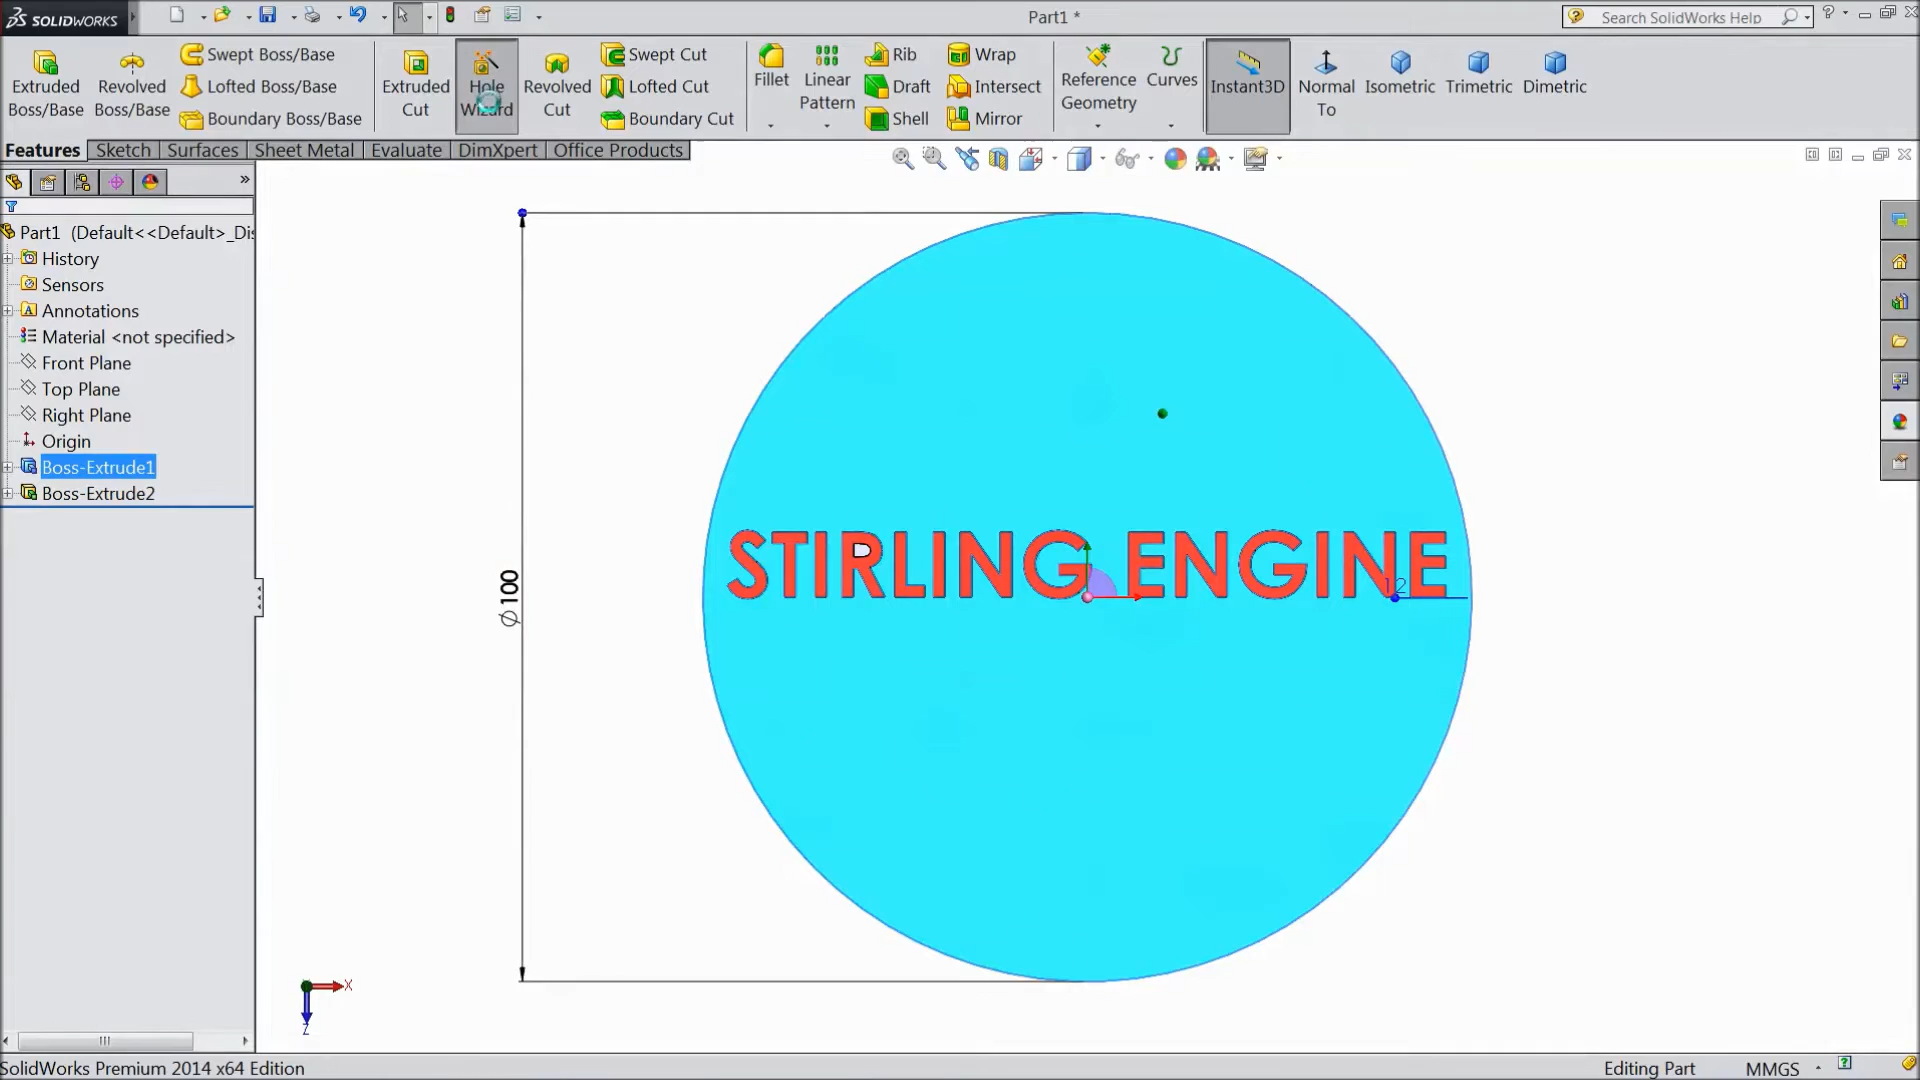 SOLIDWORKS
Part1 *
Search SolidWorks Help
Extruded Boss/Base
Revolved Boss/Base
Swept Boss/Base
Lofted Boss/Base
Boundary Boss/Base
Extruded Cut
Hole Wizard
Revolved Cut
Swept Cut
Lofted Cut
Boundary Cut
Fillet
Linear Pattern
Rib
Draft
Shell
Wrap
Intersect
Mirror
Reference Geometry
Curves
Instant3D
Normal To
Isometric
Trimetric
Dimetric
Features
Sketch
Surfaces
Sheet Metal
Evaluate
DimXpert
Office Products
Part1 (Default<<Default>_Dis
History
Sensors
Annotations
Material <not specified>
Front Plane
Top Plane
Right Plane
Origin
Boss-Extrude1
Boss-Extrude2
STIRLING ENGINE
12
∅100
X
Z
SolidWorks Premium 2014 x64 Edition
Editing Part
MMGS